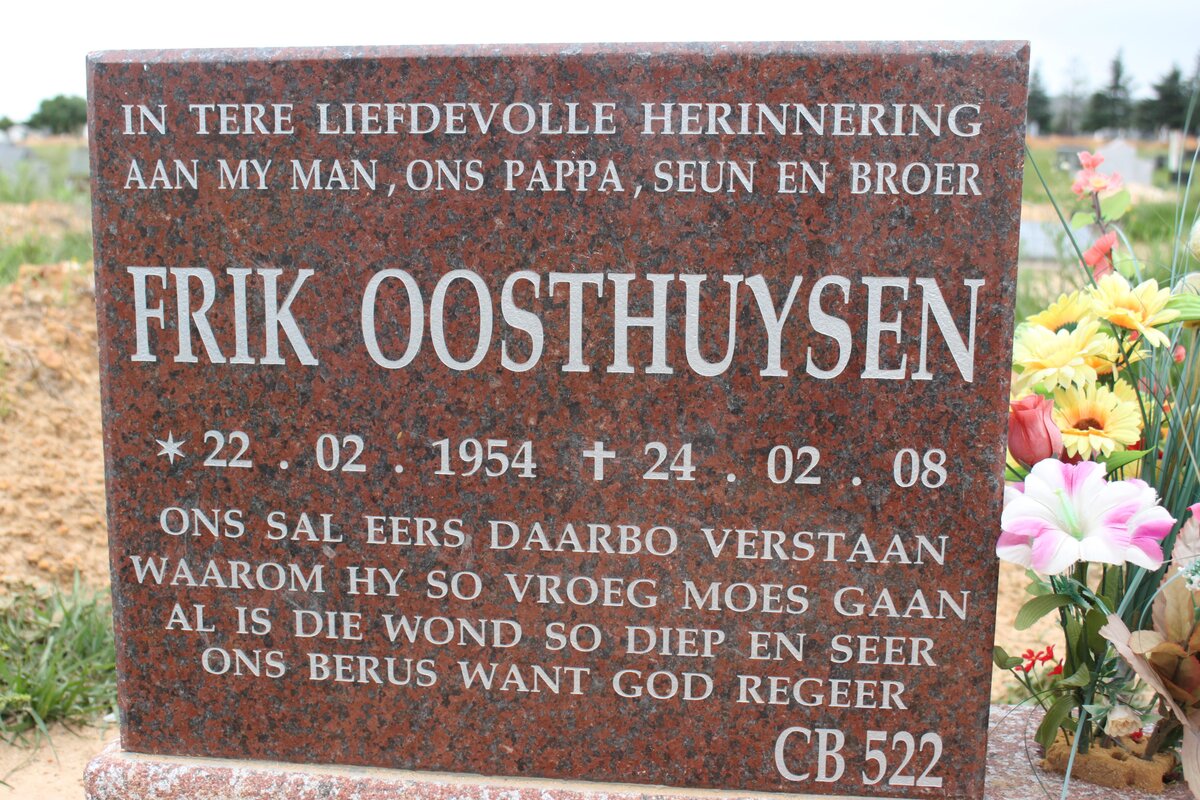 IN TERE LIEFDEVOLLE HERINNERING
AAN MY MAN, ONS PAPPA, SEUN EN BROER
FRIK OOSTHUYSEN
✶ 22 . 02 . 1954 ✝ 24 . 02 . 08
ONS SAL EERS DAARBO VERSTAAN
WAAROM HY SO VROEG MOES GAAN
AL IS DIE WOND SO DIEP EN SEER
ONS BERUS WANT GOD REGEER
CB 522